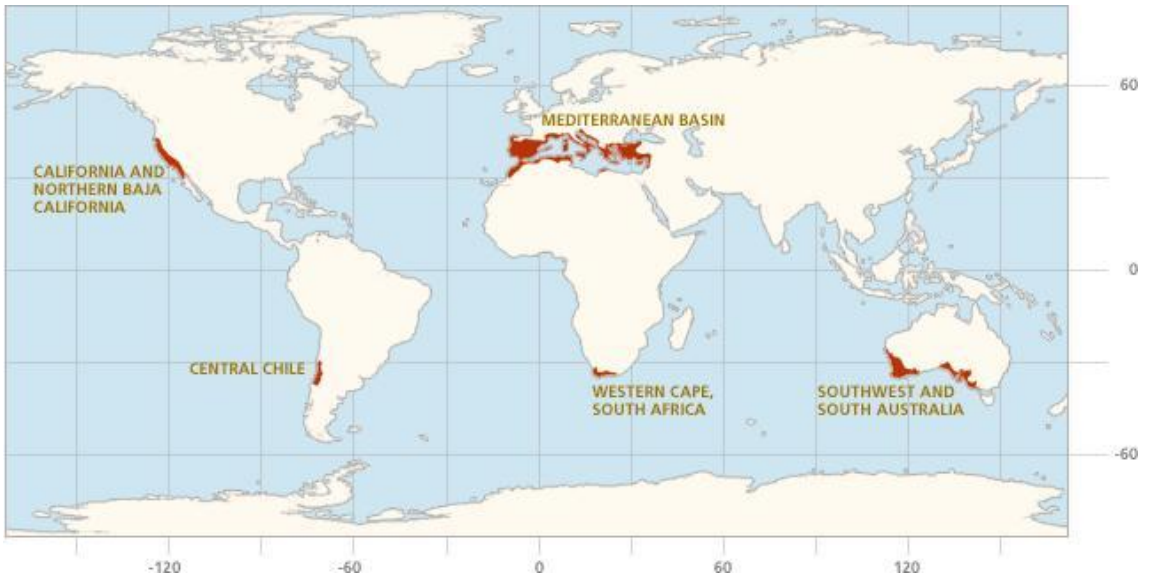 60
MEDITERRANEAN BASIN
CALIFORNIA AND
NORTHERN BAJA
CALIFORNIA
0
CENTRAL CHILE
WESTERN CAPE,
SOUTH AFRICA
SOUTHWEST AND
SOUTH AUSTRALIA
-60
-120
-60
0
60
120